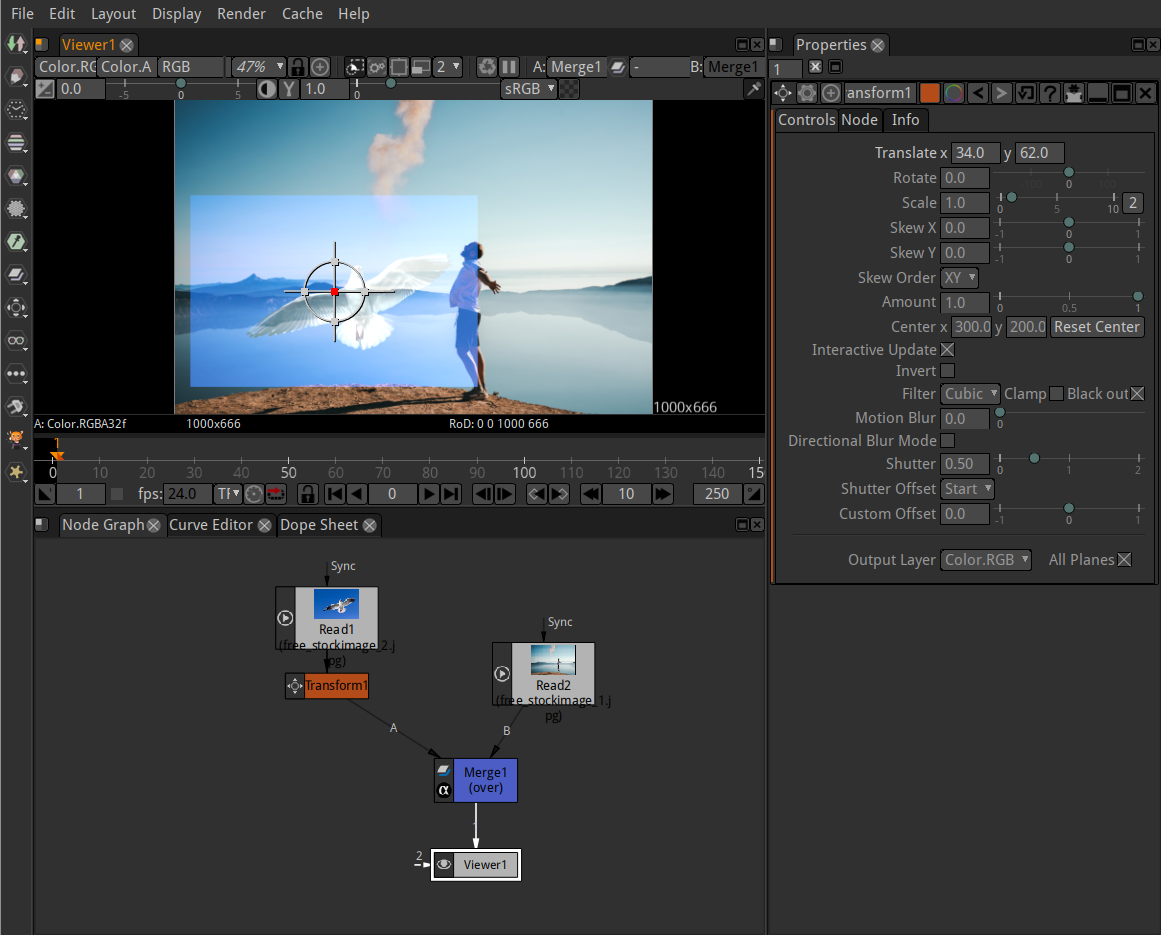 File Edit Layout Display Render Cache Help
Viewer1
Color.RG Color.A RGB 47% 2 A: Merge1 - B: Merge1
0.0 -5 0 5 Y 1.0 0 sRGB
1000x666
A: Color.RGBA32f 1000x666 RoD: 0 0 1000 666
1
0 10 20 30 40 50 60 70 80 90 100 110 120 130 140 15
1 fps: 24.0 0 10 250
Node Graph Curve Editor Dope Sheet
Sync
Read1
(free_stockimage_2.j
pg)
Transform1
Sync
Read2
(free_stockimage_1.j
pg)
A
B
Merge1
(over)
2
Viewer1
Properties
1
ansform1 < > ?
Controls Node Info
Translate x 34.0 y 62.0
Rotate 0.0 0
Scale 1.0 0 5 10 2
Skew X 0.0 -1 0 1
Skew Y 0.0 -1 0 1
Skew Order XY
Amount 1.0 0 0.5 1
Center x 300.0 y 200.0 Reset Center
Interactive Update
Invert
Filter Cubic Clamp Black out
Motion Blur 0.0 0
Directional Blur Mode
Shutter 0.50 0 1 2
Shutter Offset Start
Custom Offset 0.0 -1 0 1
Output Layer Color.RGB All Planes